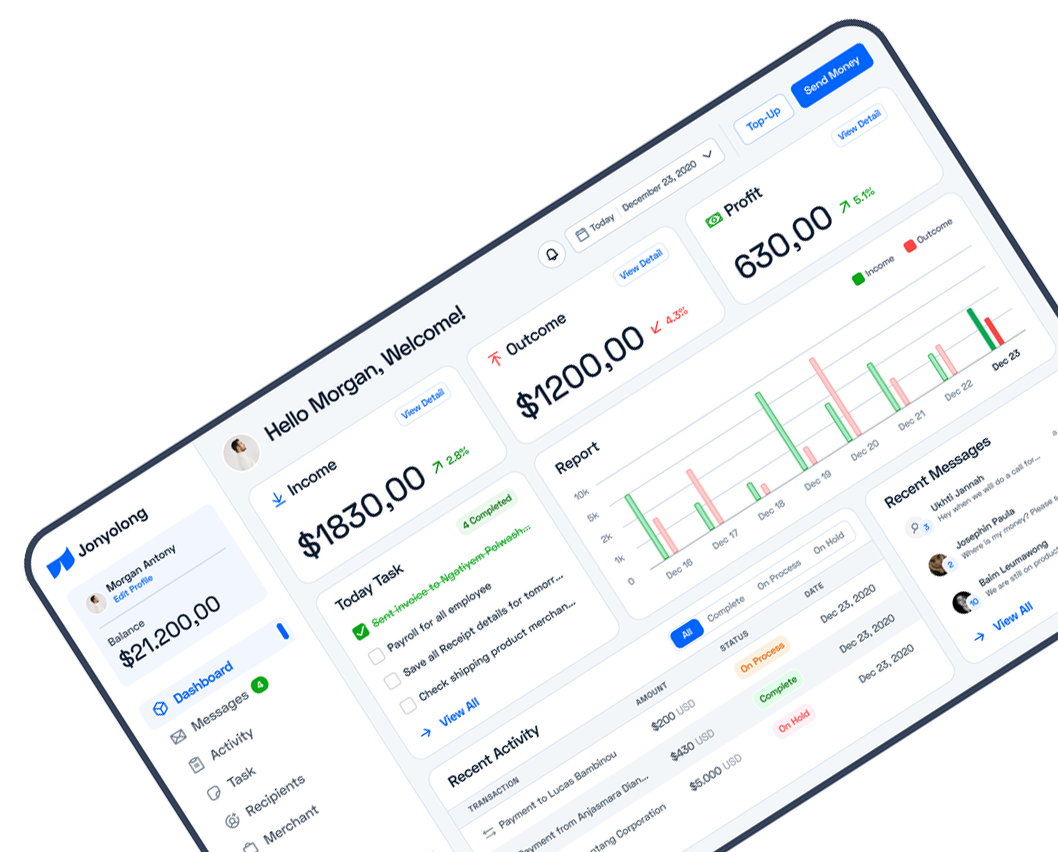 Jonyolong
Morgan Antony
Edit Profile
Balance
$21.200,00
Dashboard
Messages 4
Activity
Task
Recipients
Merchant
Hello Morgan, Welcome!
Today December 23, 2020
Top-Up
Send Money
Income
View Detail
$1830,00 2.8%
Outcome
View Detail
$1200,00 4.3%
Profit
View Detail
630,00 5.1%
Today Task
4 Completed
Sent invoice to Ngetiyem Polwash...
Payroll for all employee
Save all Receipt details for tomorr...
Check shipping product merchan...
View All
Report
Income Outcome
10k
5k
2k
1k
0
Dec 16 Dec 17 Dec 18 Dec 19 Dec 20 Dec 21 Dec 22 Dec 23
Recent Activity
All Complete On Process On Hold
TRANSACTION AMOUNT STATUS DATE
Payment to Lucas Bambinou $200 USD On Process Dec 23, 2020
Payment from Anjasmara Dian... $430 USD Complete Dec 23, 2020
Corporation $5.000 USD On Hold Dec 23, 2020
Recent Messages
Ukhti Jannah
3 Hey when we will do a call for...
Josephin Paula
2 Where is my money? Please
Baim Leumawong
10 We are still on
View All